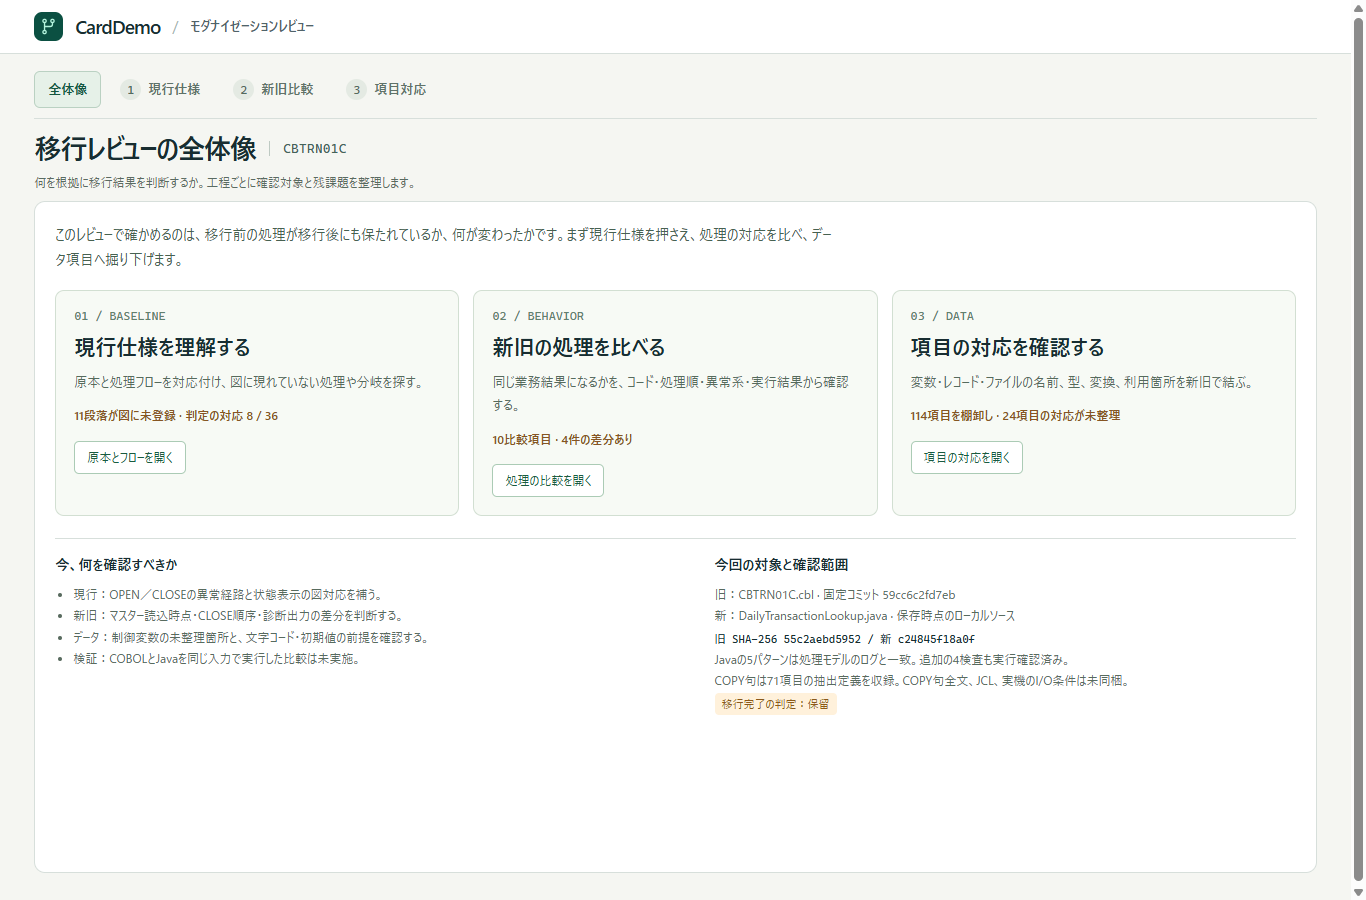 CardDemo / モダナイゼーションレビュー
全体像 1 現行仕様 2 新旧比較 3 項目対応
移行レビューの全体像 CBTRN01C
何を根拠に移行結果を判断するか。工程ごとに確認対象と残課題を整理します。
このレビューで確かめるのは、移行前の処理が移行後にも保たれているか、何が変わったかです。まず現行仕様を押さえ、処理の対応を比べ、デー
タ項目へ掘り下げます。
01 / BASELINE
現行仕様を理解する
原本と処理フローを対応付け、図に現れていない処理や分岐を探す。
11段落が図に未登録・判定の対応 8 / 36
原本とフローを開く
02 / BEHAVIOR
新旧の処理を比べる
同じ業務結果になるかを、コード・処理順・異常系・実行結果から確認
する。
10比較項目・4件の差分あり
処理の比較を開く
03 / DATA
項目の対応を確認する
変数・レコード・ファイルの名前、型、変換、利用箇所を新旧で結ぶ。
114項目を棚卸し・24項目の対応が未整理
項目の対応を開く
今、何を確認すべきか
• 現行：OPEN／CLOSEの異常経路と状態表示の図対応を補う。
• 新旧：マスター読込時点・CLOSE順序・診断出力の差分を判断する。
• データ：制御変数の未整理箇所と、文字コード・初期値の前提を確認する。
• 検証：COBOLとJavaを同じ入力で実行した比較は未実施。
今回の対象と確認範囲
旧：CBTRN01C.cbl · 固定コミット 59cc6c2fd7eb
新：DailyTransactionLookup.java · 保存時点のローカルソース
旧 SHA-256 55c2aebd5952 / 新 c24845f18a0f
Javaの5パターンは処理モデルのログと一致。追加の4検査も実行確認済み。
COPY句は71項目の抽出定義を収録。COPY句全文、JCL、実機のI/O条件は未同梱。
移行完了の判定：保留